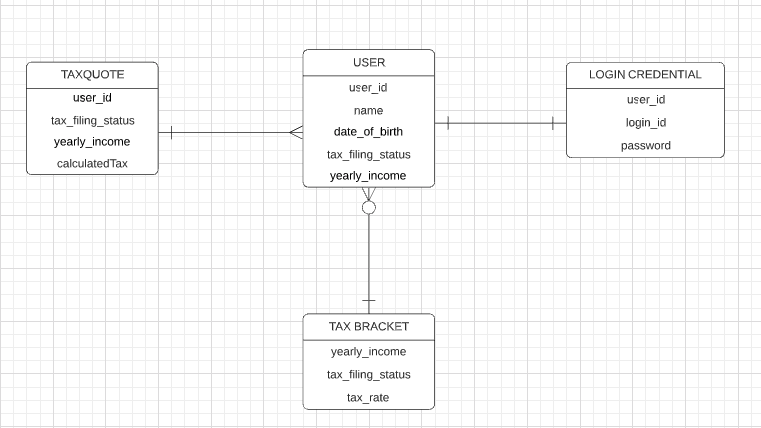 TAXQUOTE
user_id
tax_filing_status
yearly_income
calculatedTax
USER
user_id
name
date_of_birth
tax_filing_status
yearly_income
LOGIN CREDENTIAL
user_id
login_id
password
TAX BRACKET
yearly_income
tax_filing_status
tax_rate